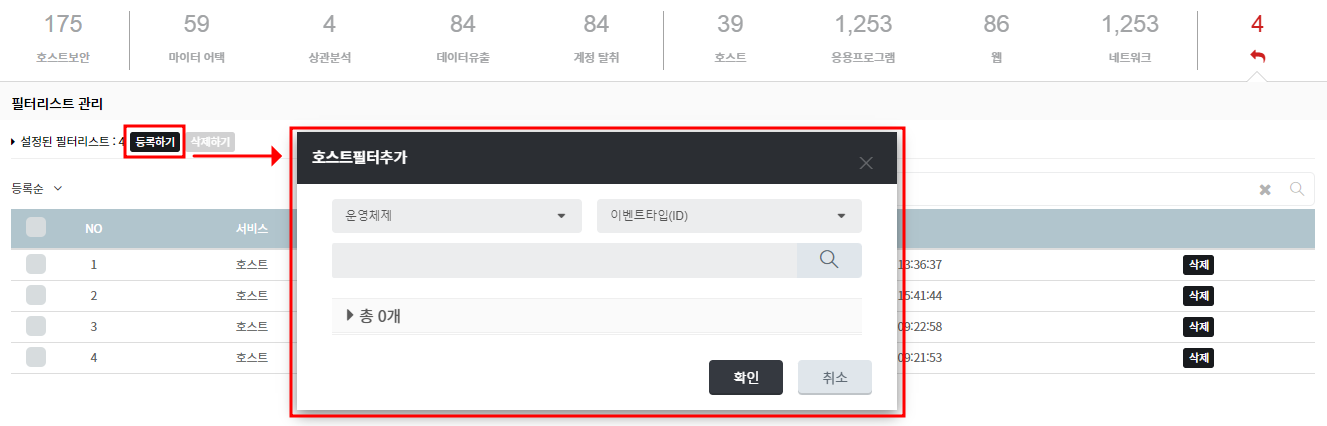 175 59 4 84 84 39 1,253 86 1,253 4
호스트보안 마이터 어택 상관분석 데이터유출 계정 탈취 호스트 응용프로그램 웹 네트워크
필터리스트 관리
설정된 필터리스트 : 4 등록하기 삭제하기
호스트필터추가
등록순
운영체제 이벤트타입(ID)
NO 서비스
총 0개
확인 취소
1 호스트 13:36:37 삭제
2 호스트 15:41:44 삭제
3 호스트 09:22:58 삭제
4 호스트 09:21:53 삭제